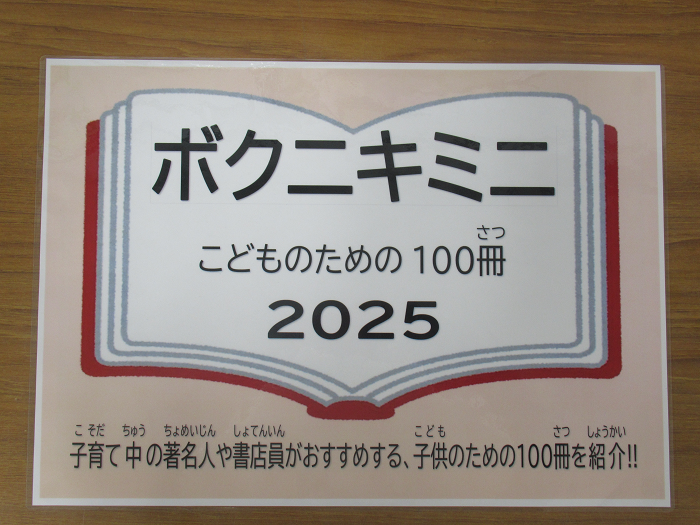 ボクニキミニ
さつ
こどものための100冊
2025
こそだ ちゅう ちょめいじん しょてんいん こども さつ しょうかい
子育て中の著名人や書店員がおすすめする、子供のための100冊を紹介!!